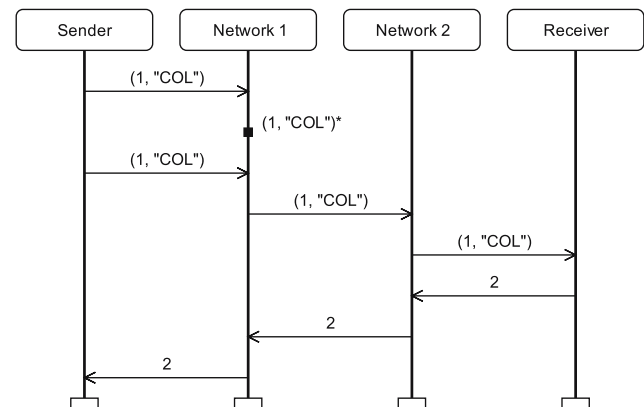 Sender
Network 1
Network 2
Receiver
(1, "COL")
(1, "COL")*
(1, "COL")
(1, "COL")
(1, "COL")
2
2
2